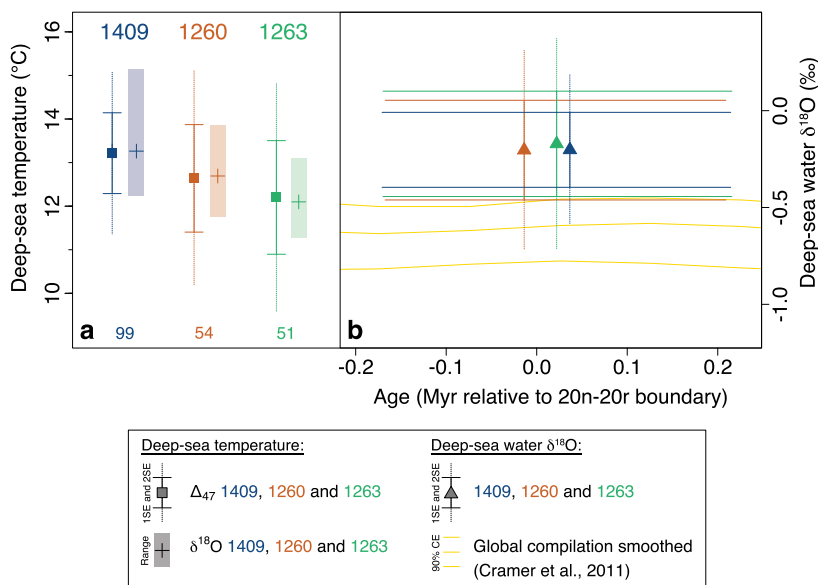 Deep-sea temperature (°C)
16
14
12
10
1409 1260 1263
99 54 51
a
b
0.0
-0.5
-1.0
Deep-sea water δ¹⁸O (‰)
-0.2 -0.1 0.0 0.1 0.2
Age (Myr relative to 20n-20r boundary)
Deep-sea temperature:
1SE and 2SE
Δ₄₇ 1409, 1260 and 1263
Range
δ¹⁸O 1409, 1260 and 1263
Deep-sea water δ¹⁸O:
1SE and 2SE
1409, 1260 and 1263
90% CE
Global compilation smoothed
(Cramer et al., 2011)